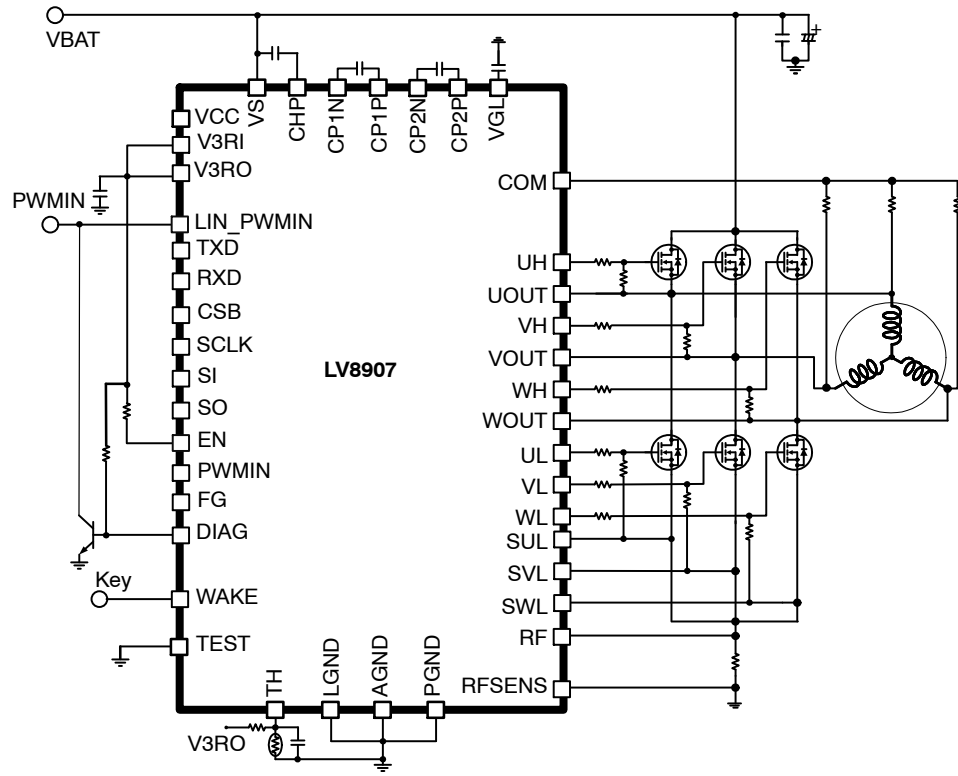 VBAT
VS
CHP
CP1N
CP1P
CP2N
CP2P
VGL
VCC
V3RI
V3RO
PWMIN
LIN_PWMIN
TXD
RXD
CSB
SCLK
SI
SO
EN
PWMIN
FG
DIAG
Key
WAKE
TEST
LV8907
COM
UH
UOUT
VH
VOUT
WH
WOUT
UL
VL
WL
SUL
SVL
SWL
RF
RFSENS
TH
LGND
AGND
PGND
V3RO
+